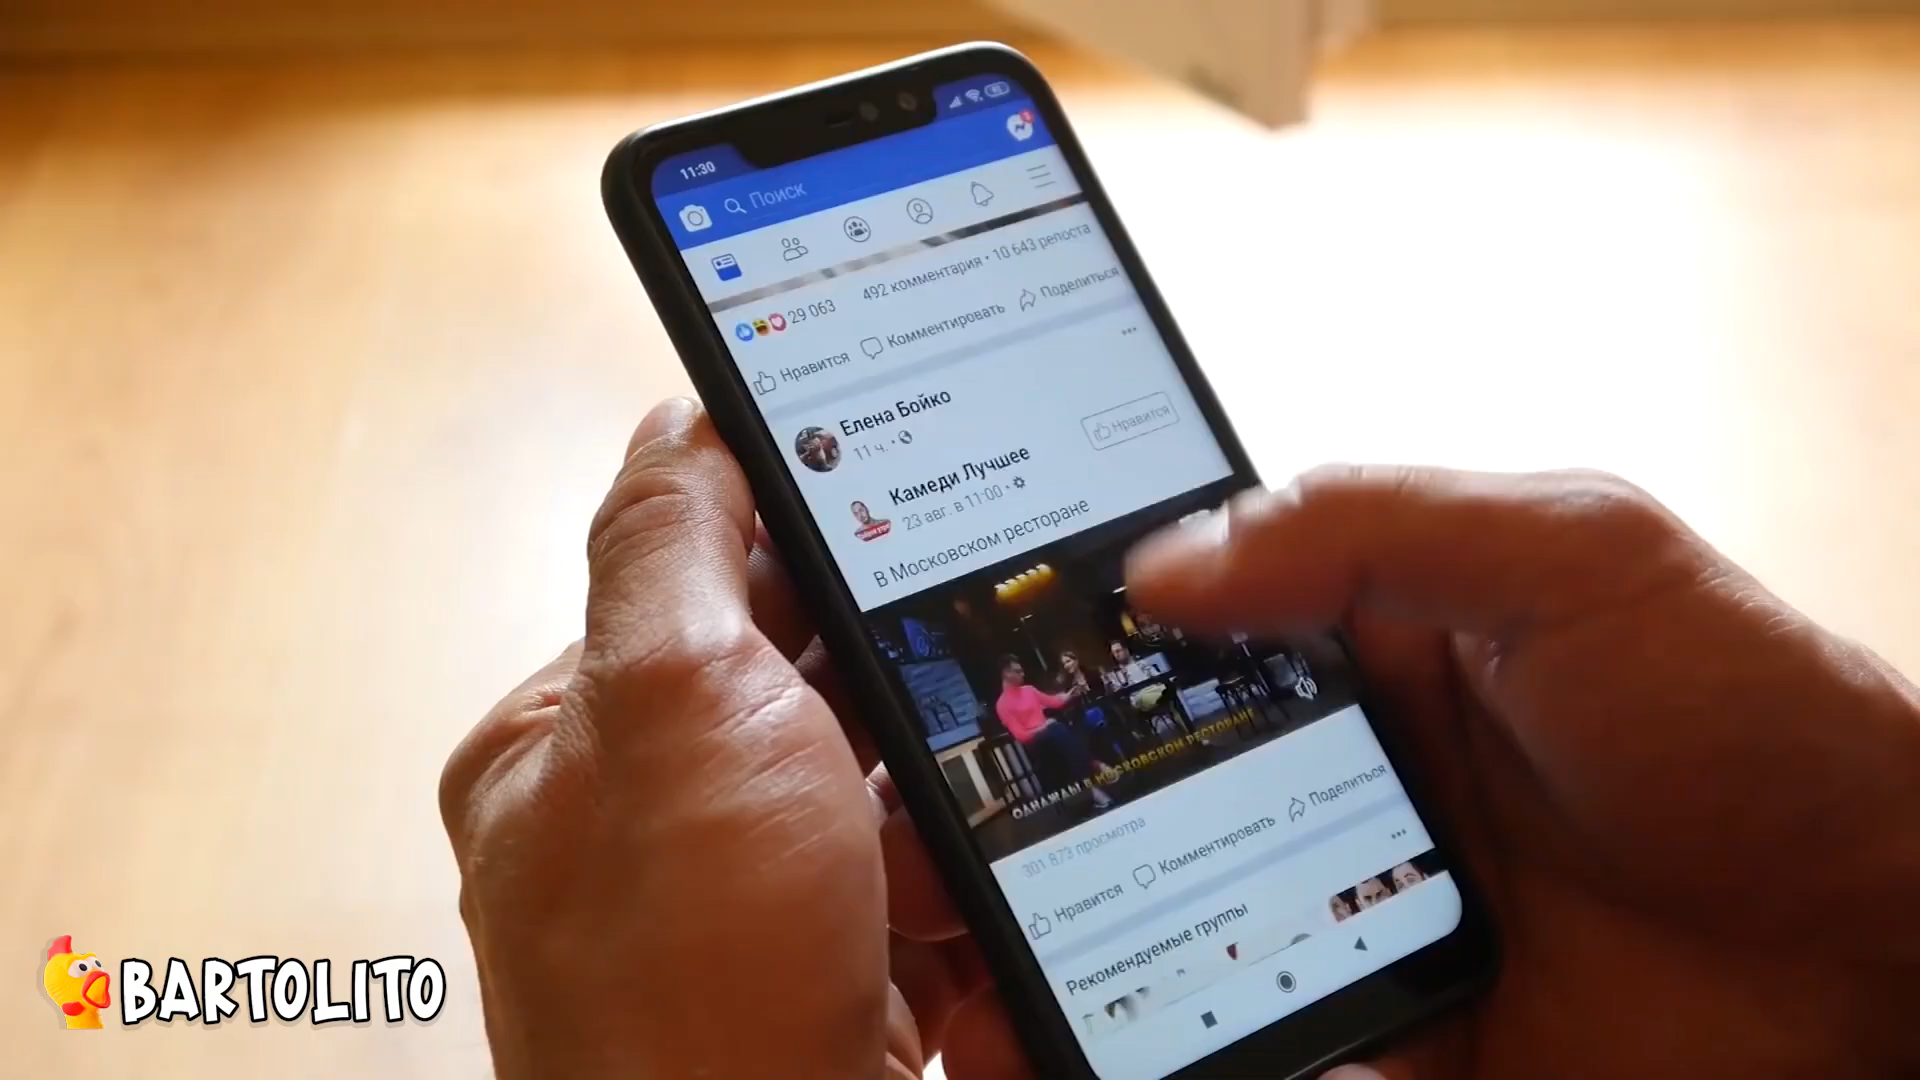 11:30
Поиск
29 063
492 комментария • 10 643 репоста
Нравится
Комментировать
Поделиться
Елена Бойко
11 ч. •
Нравится
Камеди Лучшее
23 авг. в 11:00 •
В Московском ресторане
ОДНАЖДЫ В МОСКОВСКОМ РЕСТОРАНЕ
301 873 просмотра
Нравится
Комментировать
Поделиться
Рекомендуемые группы
BARTOLITO